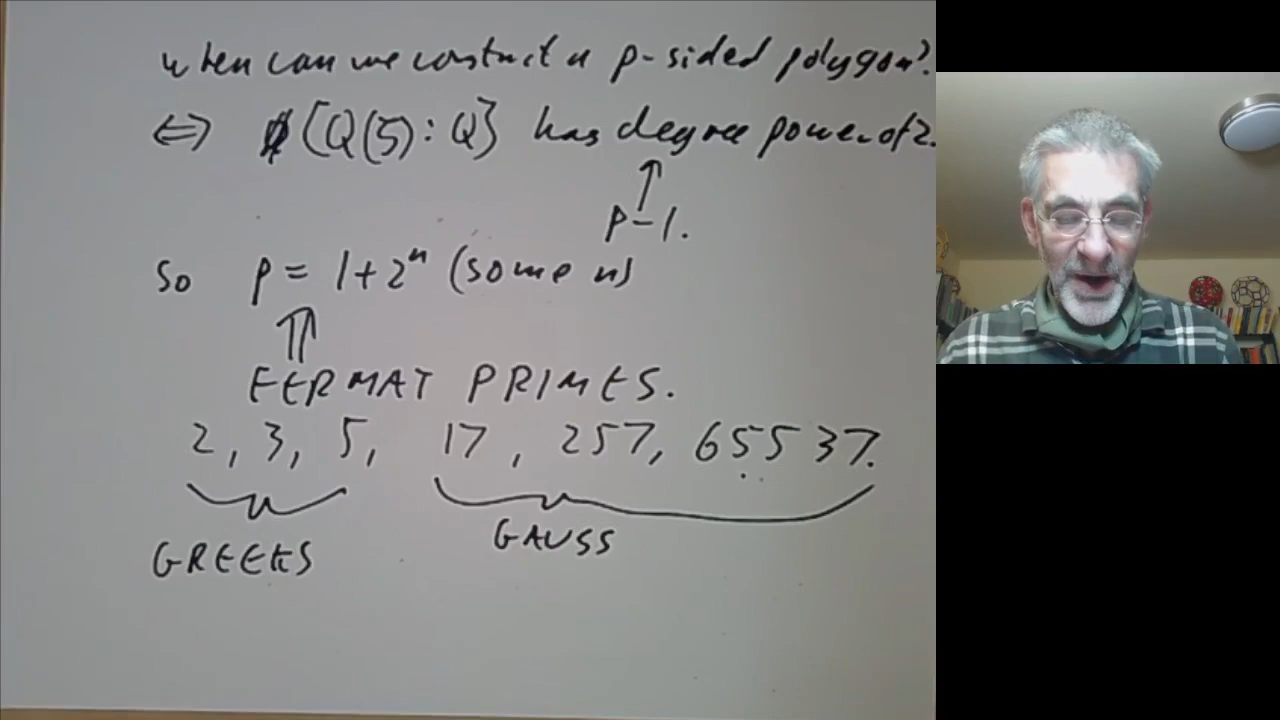 when can we construct a p-sided polygon?
⇔ [Q(ζ):Q] has degree power of 2.
p-1.
so p = 1+2ⁿ (some n)
FERMAT PRIMES.
2, 3, 5, 17, 257, 65537.
GREEKS GAUSS